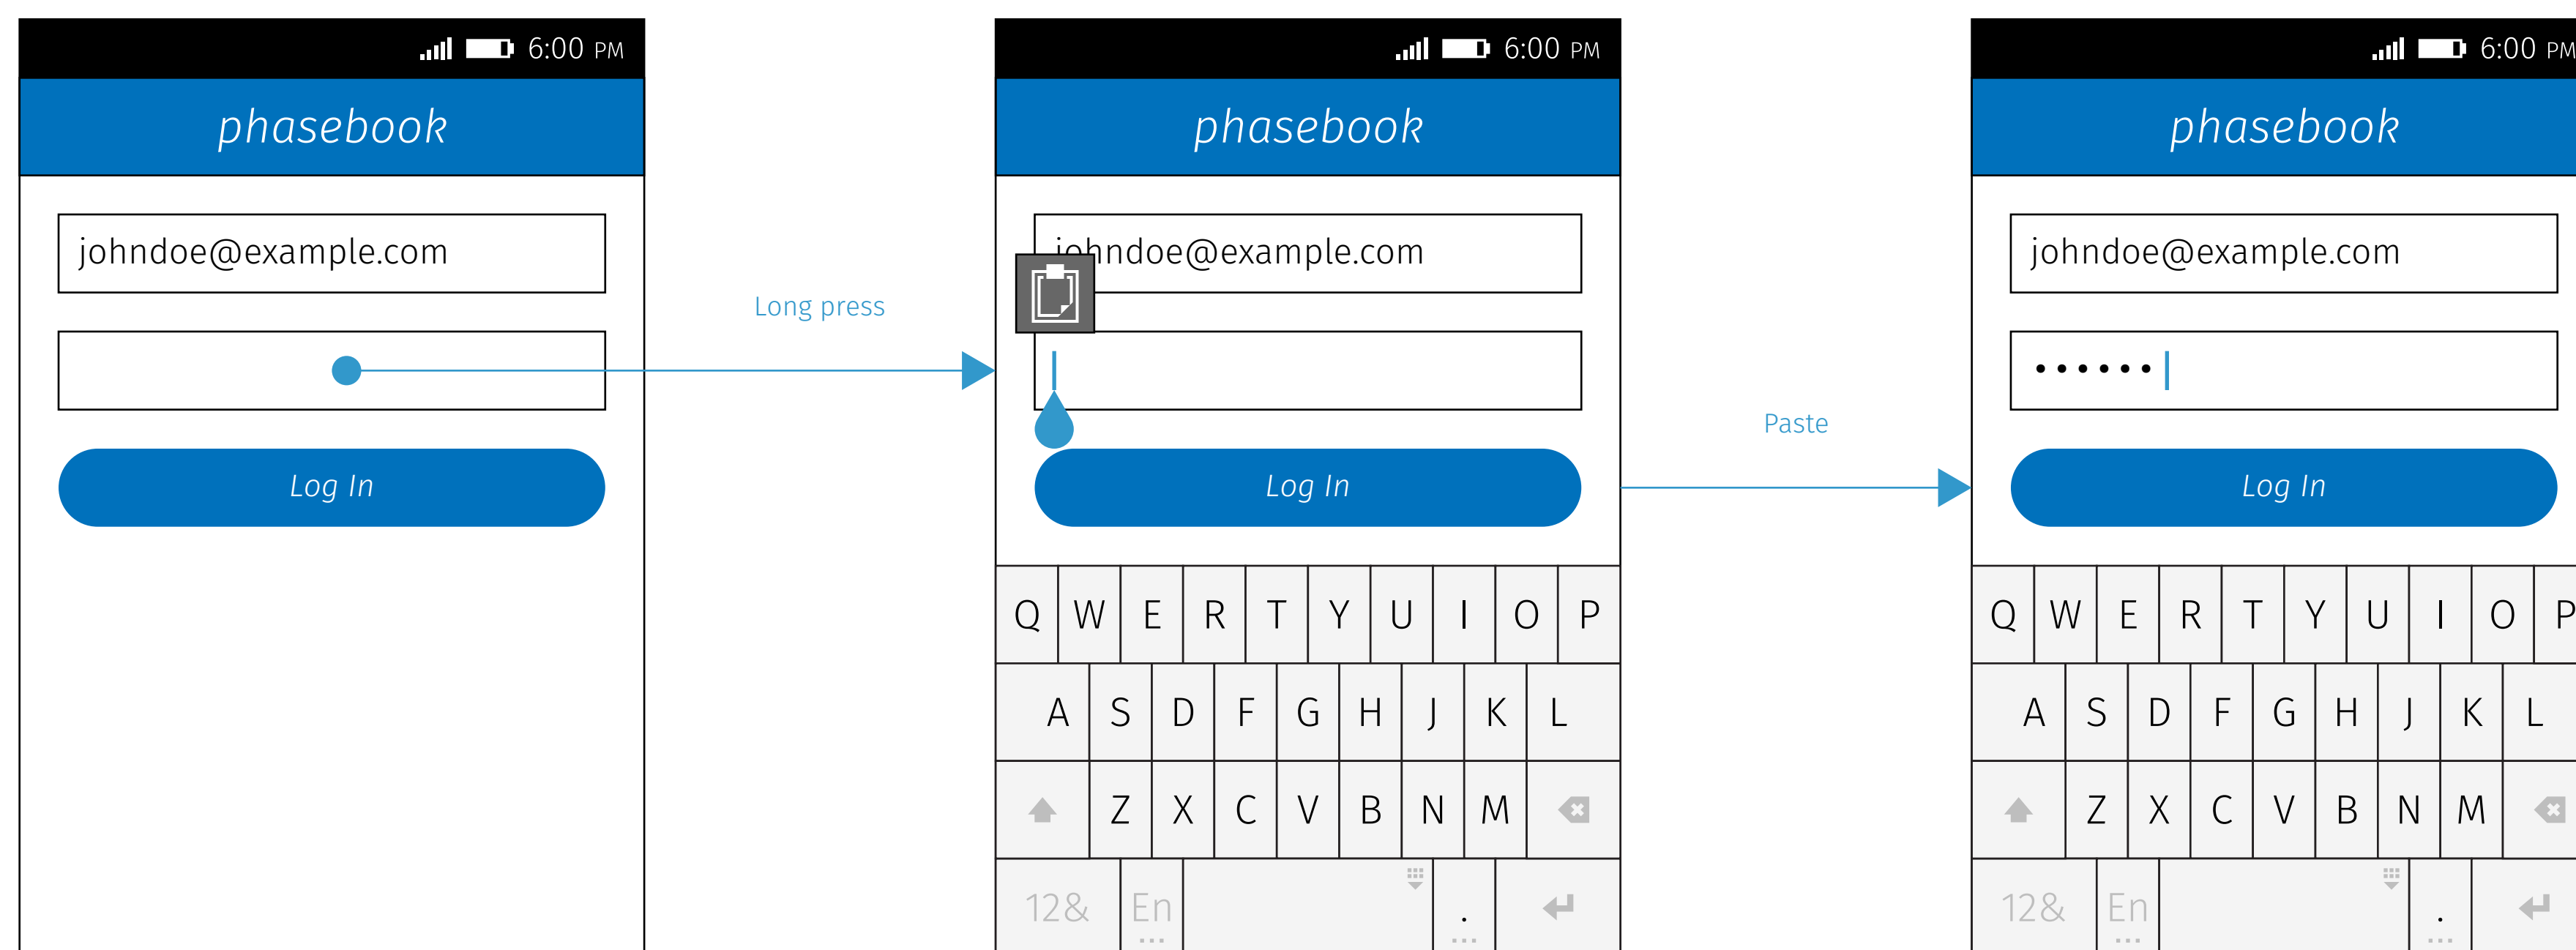 6:00 PM
phasebook
johndoe@example.com
Log In
Long press
6:00 PM
phasebook
johndoe@example.com
Log In
Q W E R T Y U I O P
A S D F G H J K L
Z X C V B N M
12& En .
Paste
6:00 PM
phasebook
johndoe@example.com
••••••
Log In
Q W E R T Y U I O P
A S D F G H J K L
Z X C V B N M
12& En .